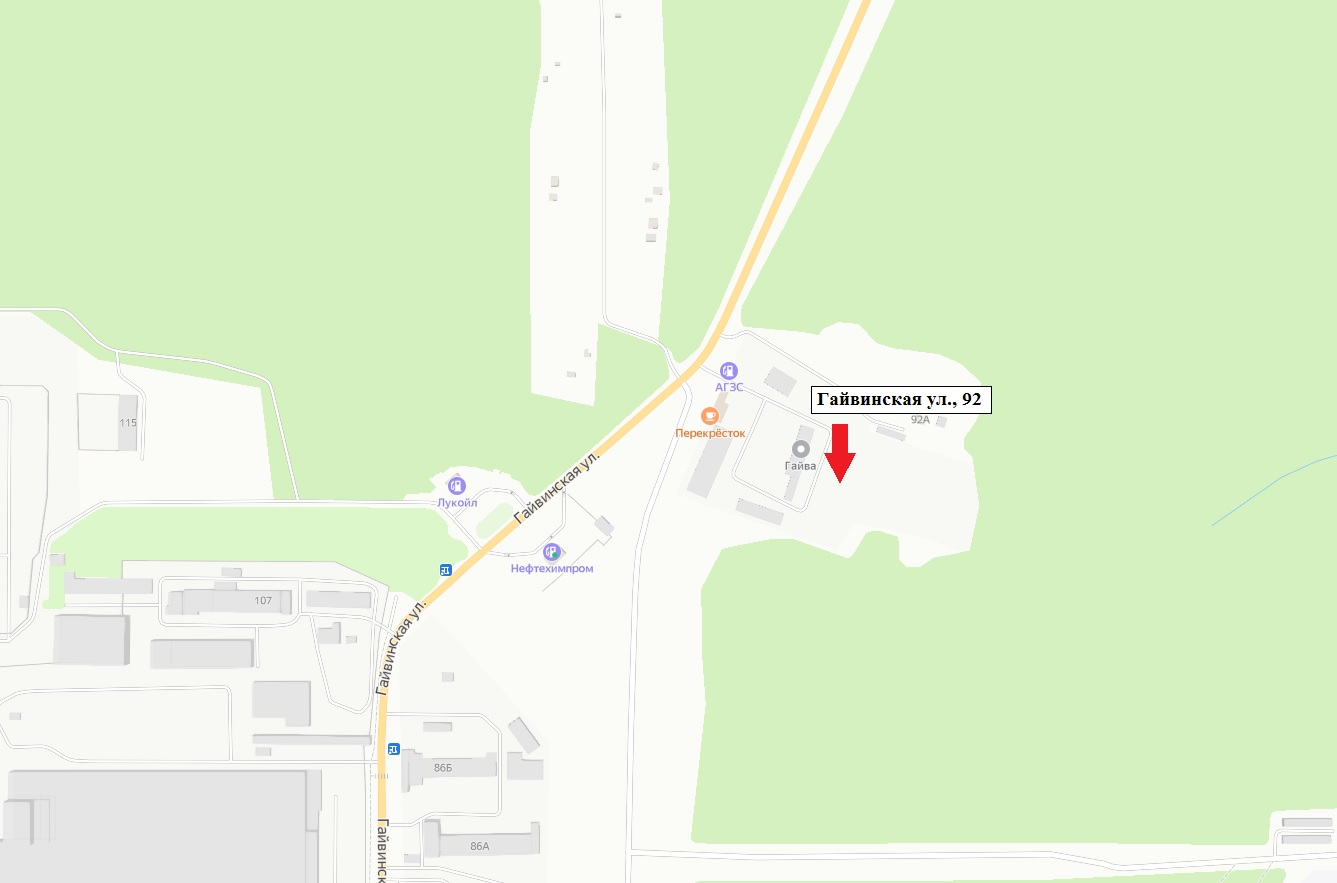 АГЗС
Гайвинская ул., 92
92А
Перекрёсток
115
Гайва
Гайвинская ул.
Лукойл
Нефтехимпром
107
Гайвинская ул.
86Б
Гайвинск
86А